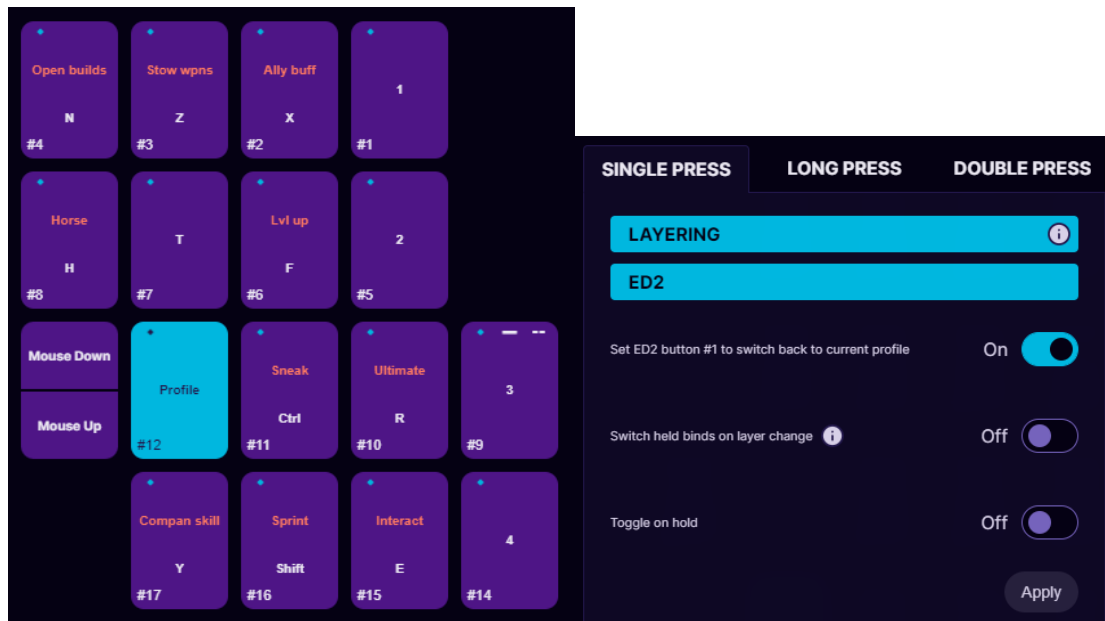 Open builds
N
#4
Stow wpns
Z
#3
Ally buff
X
#2
1
#1
Horse
H
#8
T
#7
Lvl up
F
#6
2
#5
Mouse Down
Mouse Up
Profile
#12
Sneak
Ctrl
#11
Ultimate
R
#10
3
#9
Compan skill
Y
#17
Sprint
Shift
#16
Interact
E
#15
4
#14
SINGLE PRESS
LONG PRESS
DOUBLE PRESS
LAYERING
ED2
Set ED2 button #1 to switch back to current profile
On
Switch held binds on layer change
Off
Toggle on hold
Off
Apply